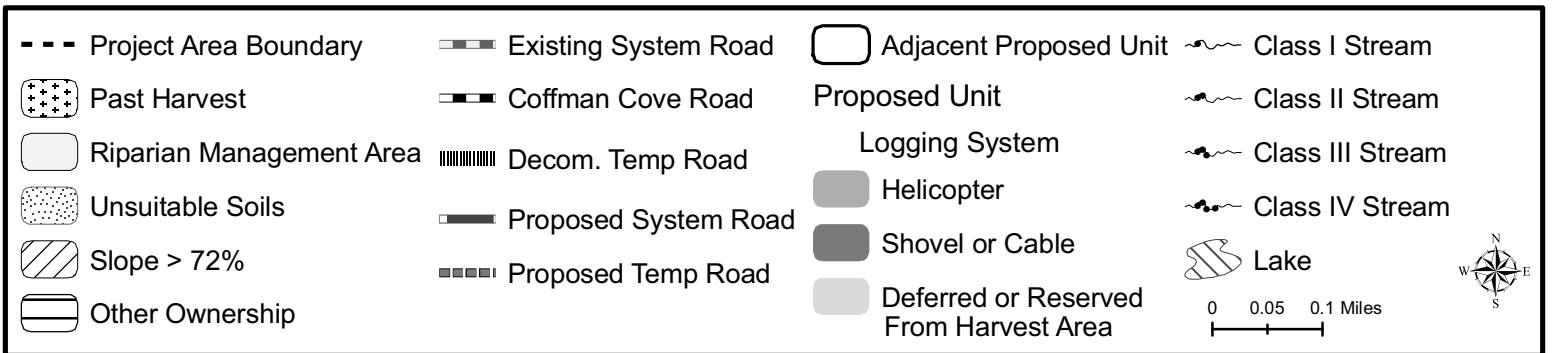 Project Area Boundary
Past Harvest
Riparian Management Area
Unsuitable Soils
Slope > 72%
Other Ownership
Existing System Road
Coffman Cove Road
Decom. Temp Road
Proposed System Road
Proposed Temp Road
Adjacent Proposed Unit
Proposed Unit
Logging System
Helicopter
Shovel or Cable
Deferred or Reserved
From Harvest Area
Class I Stream
Class II Stream
Class III Stream
Class IV Stream
Lake
0 0.05 0.1 Miles
N
W E
S